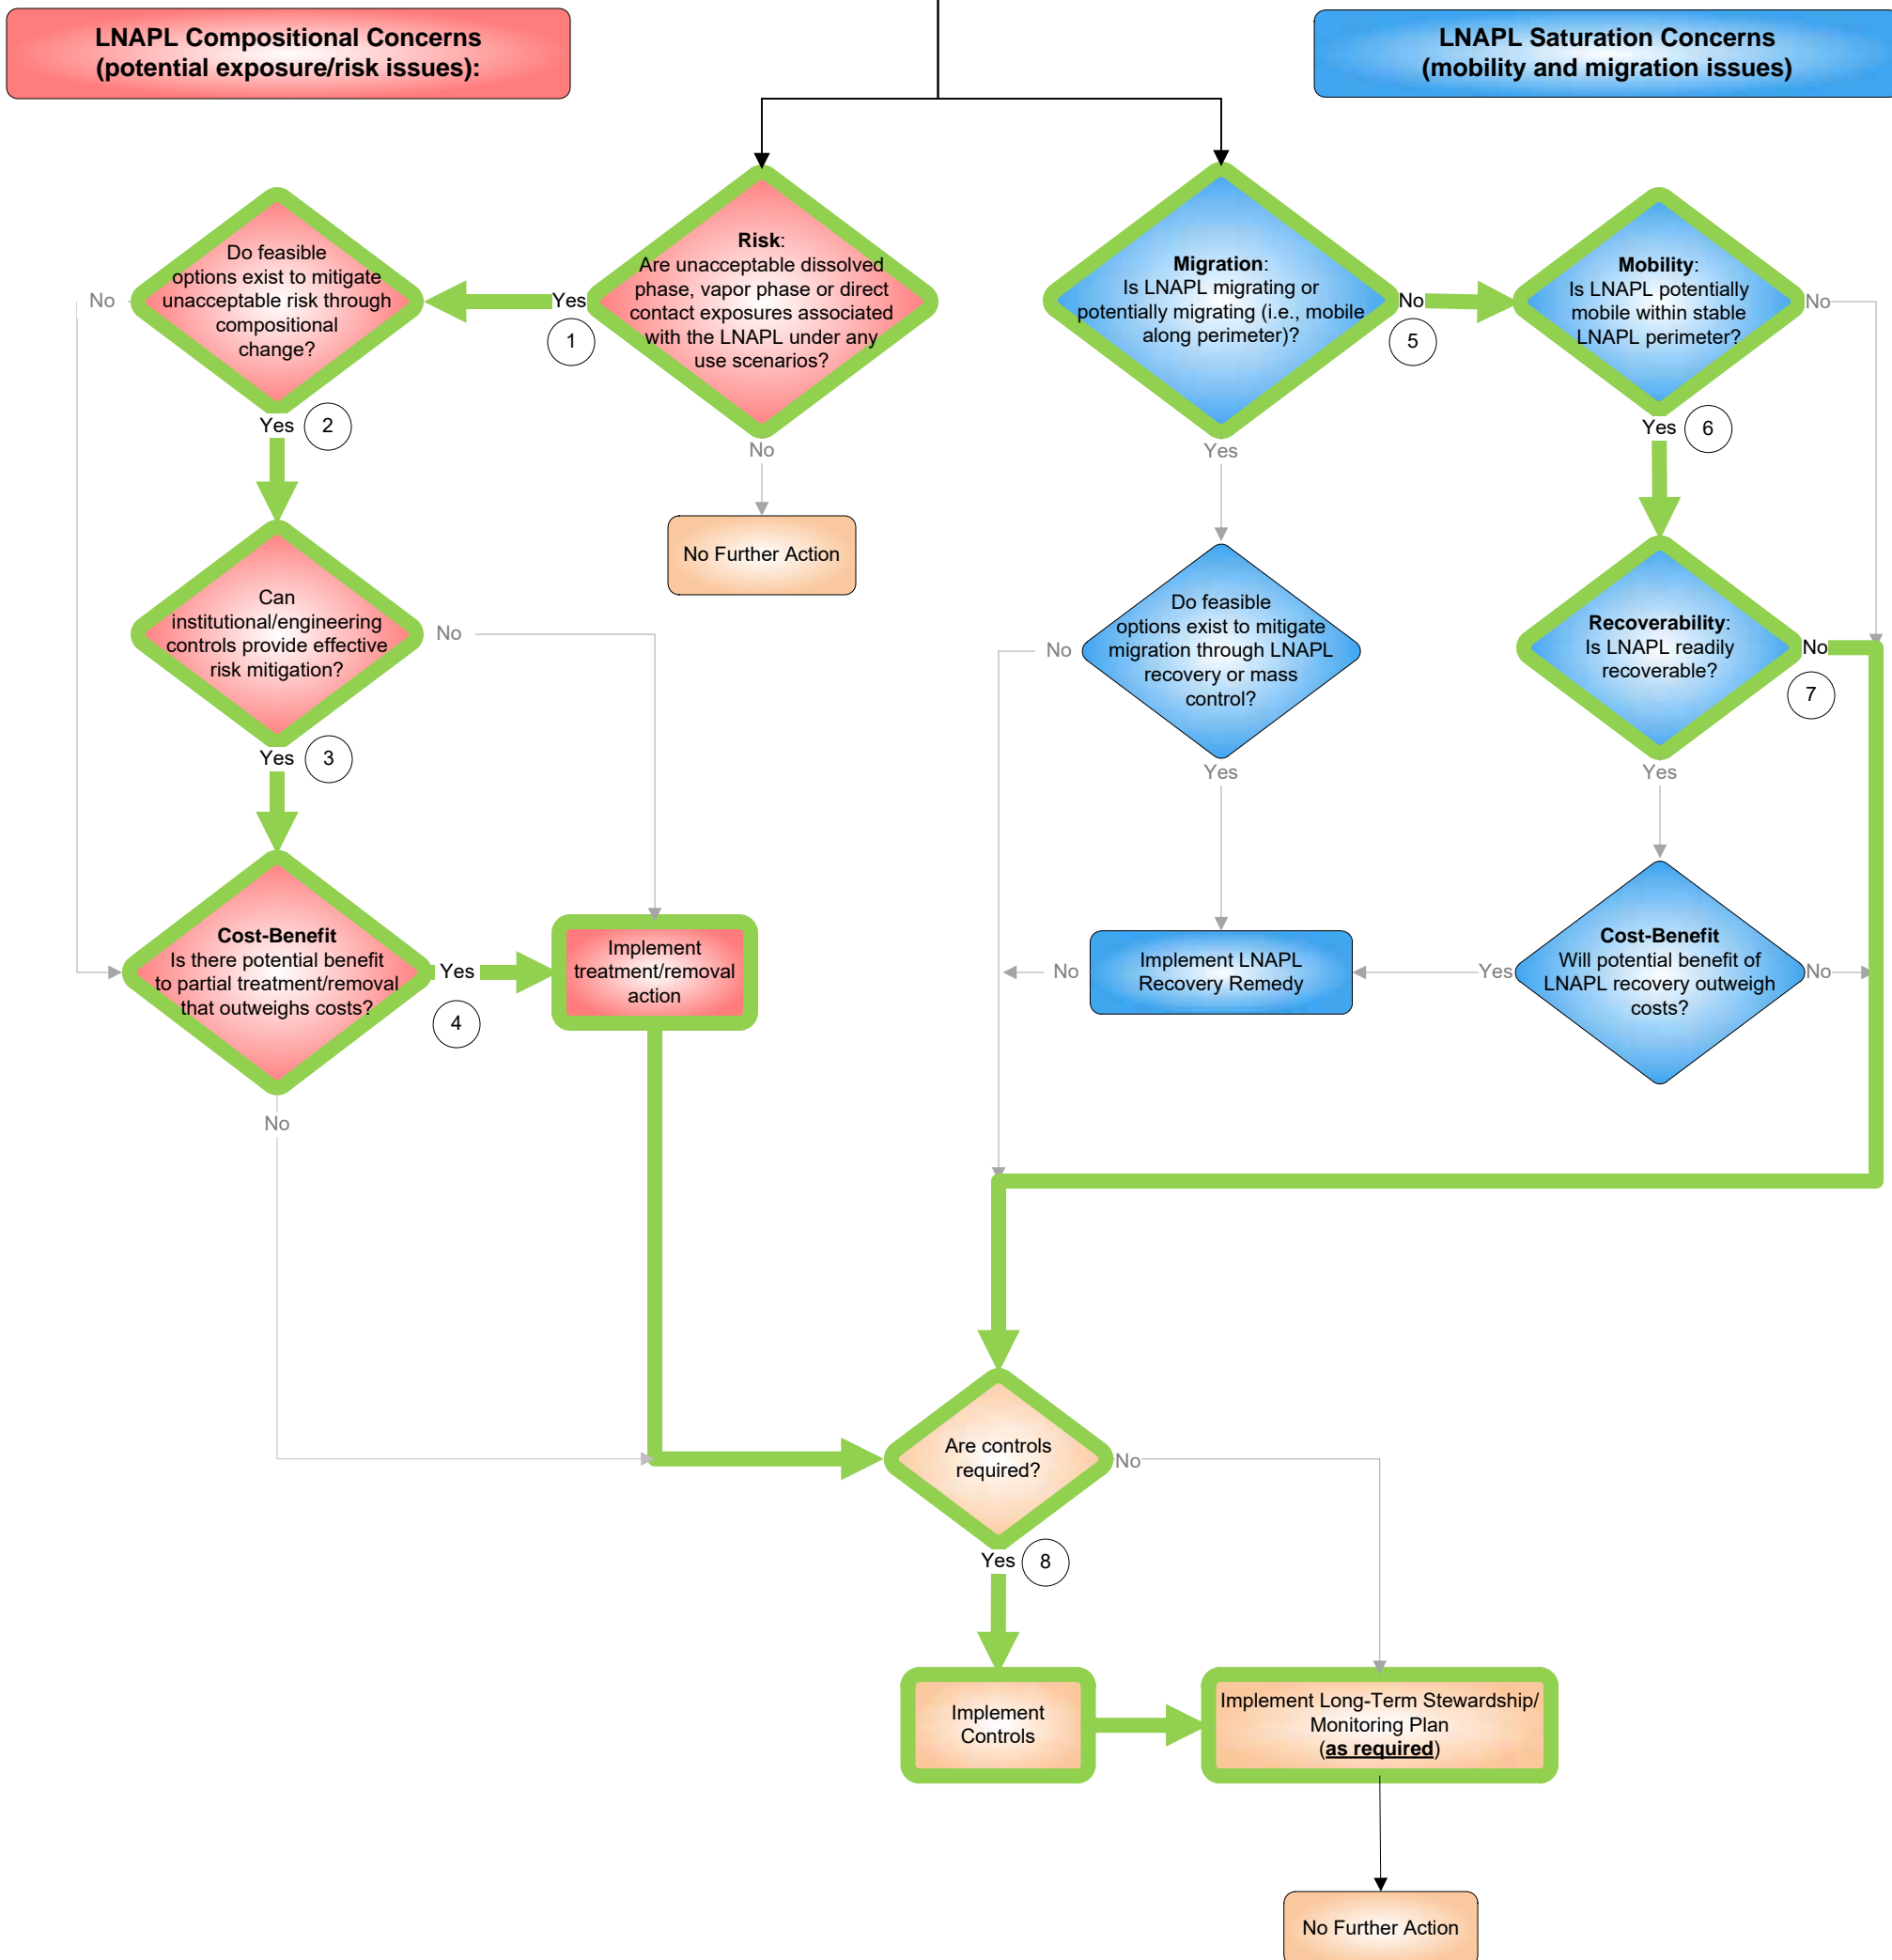 LNAPL Compositional Concerns
(potential exposure/risk issues):
LNAPL Saturation Concerns
(mobility and migration issues)
Do feasible
options exist to mitigate
unacceptable risk through
compositional
change?
No
Yes
2
Risk:
Are unacceptable dissolved
phase, vapor phase or direct
contact exposures associated
with the LNAPL under any
use scenarios?
Yes
1
No
No Further Action
Migration:
Is LNAPL migrating or
potentially migrating (i.e., mobile
along perimeter)?
No
5
Yes
Mobility:
Is LNAPL potentially
mobile within stable
LNAPL perimeter?
No
Yes
6
Can
institutional/engineering
controls provide effective
risk mitigation?
No
Yes
3
Do feasible
options exist to mitigate
migration through LNAPL
recovery or mass
control?
No
Yes
Recoverability:
Is LNAPL readily
recoverable?
No
7
Yes
Cost-Benefit
Is there potential benefit
to partial treatment/removal
that outweighs costs?
Yes
4
No
Implement
treatment/removal
action
No
Implement LNAPL
Recovery Remedy
Yes
Cost-Benefit
Will potential benefit of
LNAPL recovery outweigh
costs?
No
Are controls
required?
No
Yes
8
Implement
Controls
Implement Long-Term Stewardship/
Monitoring Plan
(as required)
No Further Action